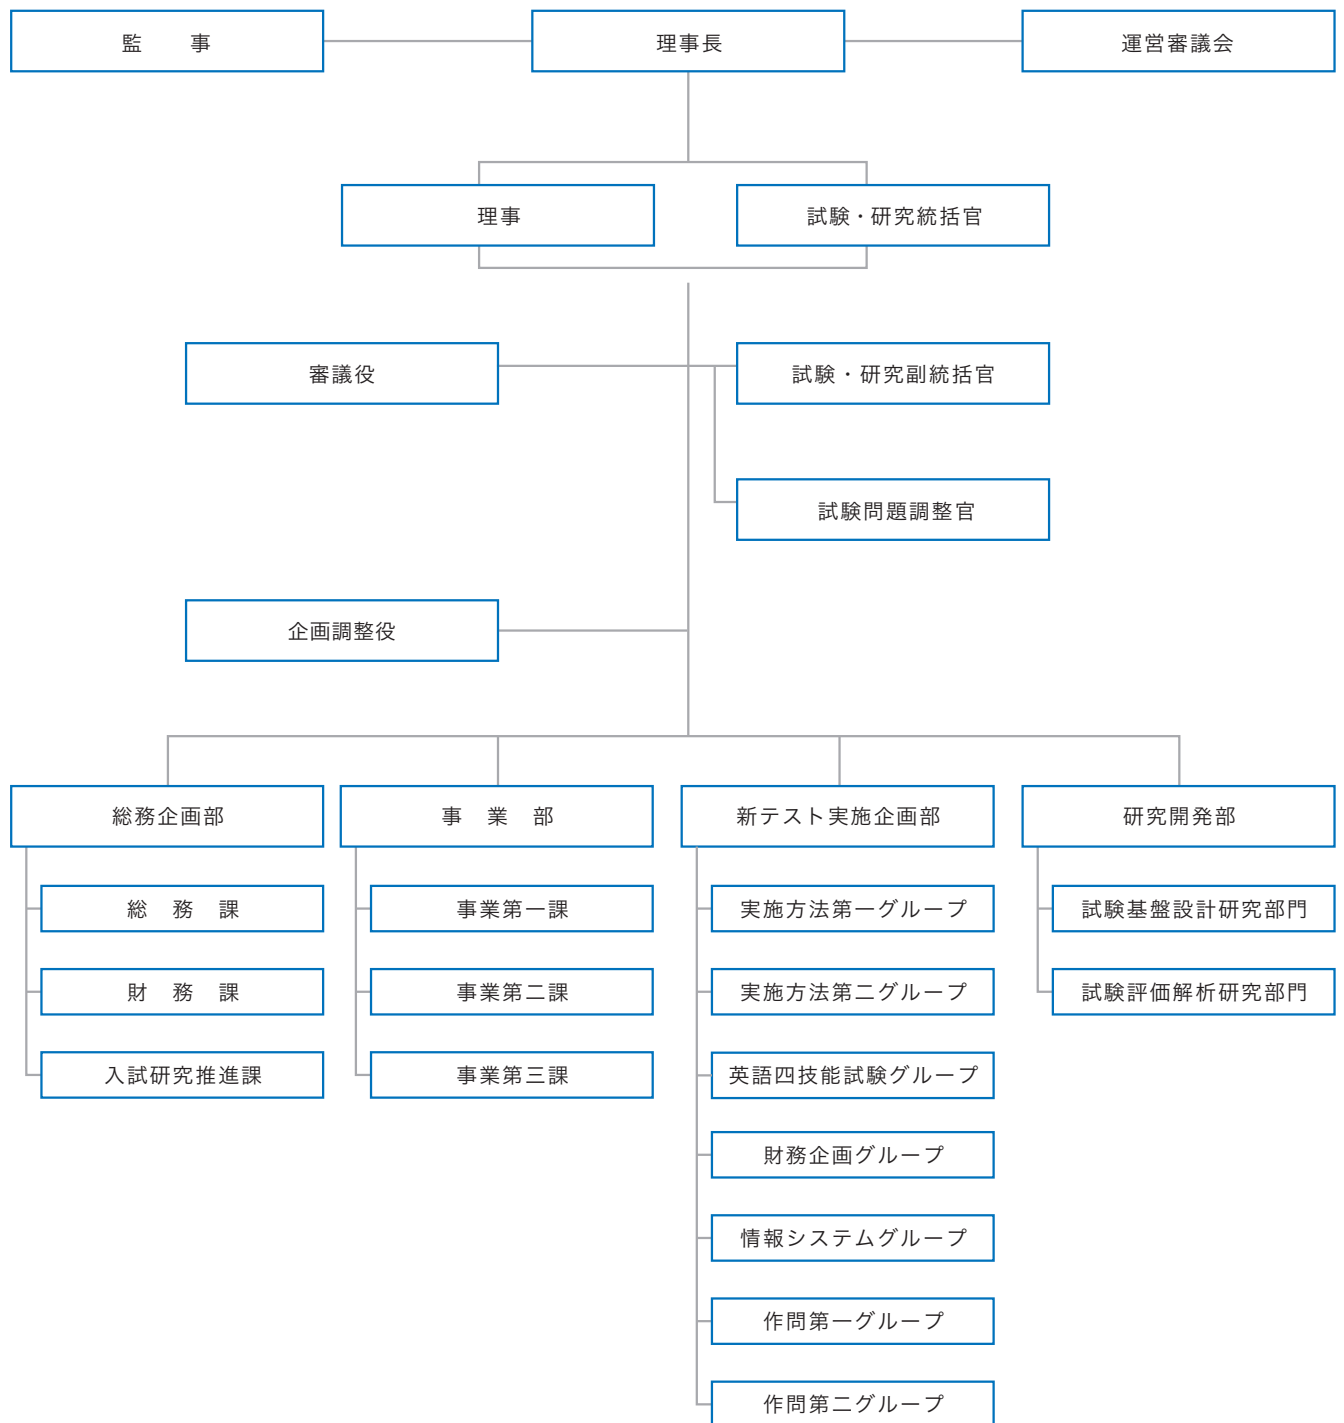 監　事
理事長
運営審議会
理事
試験・研究統括官
審議役
試験・研究副統括官
試験問題調整官
企画調整役
総務企画部
総　務　課
財　務　課
入試研究推進課
事　業　部
事業第一課
事業第二課
事業第三課
新テスト実施企画部
実施方法第一グループ
実施方法第二グループ
英語四技能試験グループ
財務企画グループ
情報システムグループ
作問第一グループ
作問第二グループ
研究開発部
試験基盤設計研究部門
試験評価解析研究部門